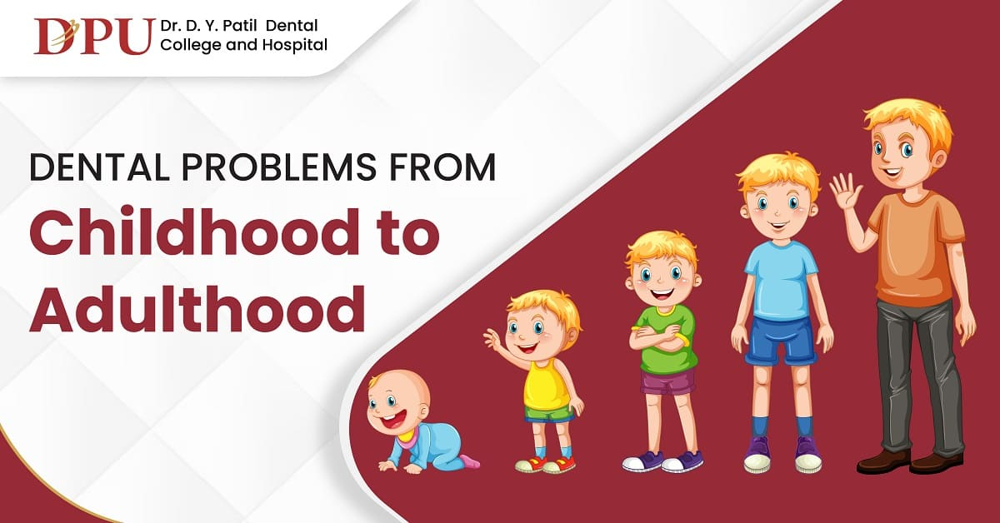 DPU
Dr. D. Y. Patil Dental
College and Hospital
DENTAL PROBLEMS FROM
Childhood to
Adulthood